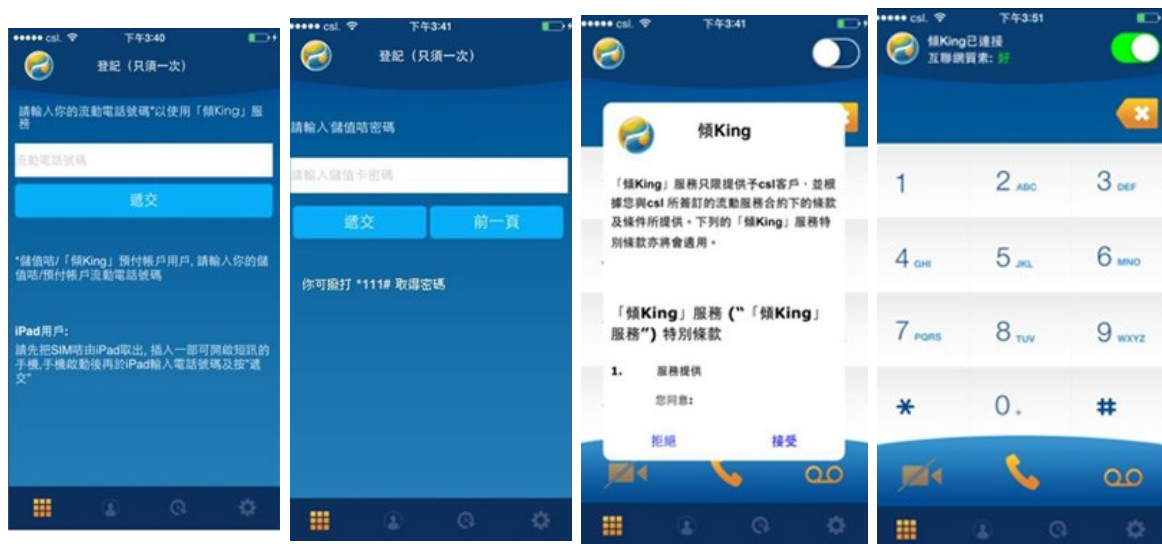 csl. 下午3:40
登記（只須一次）
請輸入你的流動電話號碼*以使用「傾King」服
務
流動電話號碼
遞交
*儲值咭/「傾King」預付帳戶用戶, 請輸入你的儲
值咭/預付帳戶流動電話號碼
iPad用戶:
請先把SIM咭由iPad取出, 插入一部可開啟短訊的
手機,手機啟動後再於iPad輸入電話號碼及按"遞
交"
csl. 下午3:41
登記（只須一次）
請輸入儲值咭密碼
請輸入儲值卡密碼
遞交 前一頁
你可撥打 *111# 取得密碼
csl. 下午3:41
傾King
「傾King」服務只限提供予csl客戶，並根
據您與csl 所簽訂的流動服務合約下的條款
及條件所提供。下列的「傾King」服務特
別條款亦將會適用。
「傾King」服務 (“「傾King」
服務”) 特別條款
1. 服務提供
您同意:
拒絕 接受
csl. 下午3:51
傾King已連接
互聯網質素: 好
1 2 ABC 3 DEF
4 GHI 5 JKL 6 MNO
7 PQRS 8 TUV 9 WXYZ
* 0 + #